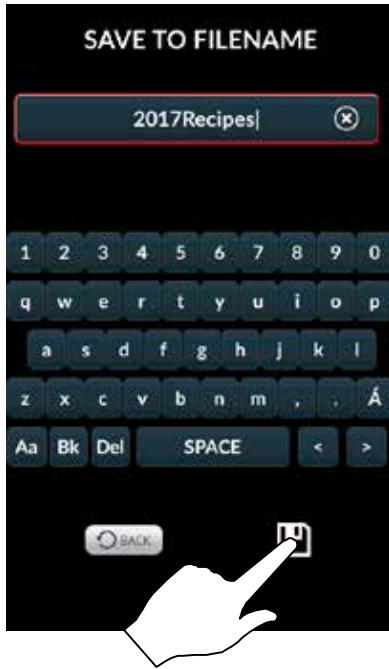 SAVE TO FILENAME
2017Recipes
1 2 3 4 5 6 7 8 9 0
q w e r t y u i o p
a s d f g h j k l
z x c v b n m , . Á
Aa Bk Del SPACE < >
BACK